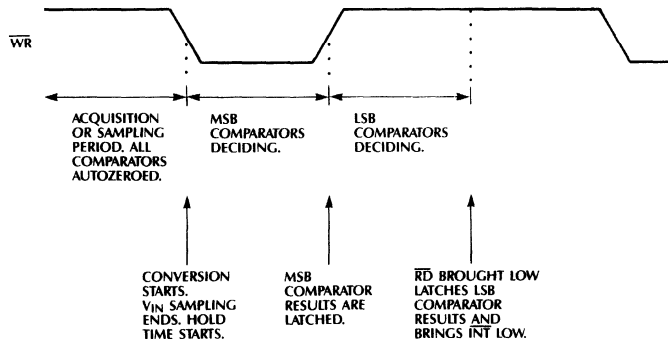 WR
ACQUISITION
OR SAMPLING
PERIOD. ALL
COMPARATORS
AUTOZEROED.
MSB
COMPARATORS
DECIDING.
LSB
COMPARATORS
DECIDING.
CONVERSION
STARTS.
VIN SAMPLING
ENDS. HOLD
TIME STARTS.
MSB
COMPARATOR
RESULTS ARE
LATCHED.
RD BROUGHT LOW
LATCHES LSB
COMPARATOR
RESULTS AND
BRINGS INT LOW.